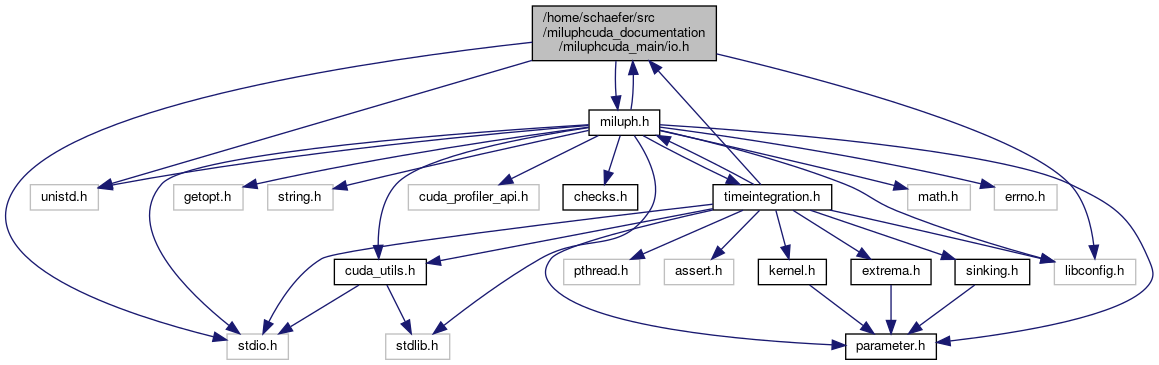 /home/schaefer/src
/miluphcuda_documentation
/miluphcuda_main/io.h
miluph.h
unistd.h
getopt.h
string.h
cuda_profiler_api.h
checks.h
timeintegration.h
math.h
errno.h
cuda_utils.h
pthread.h
assert.h
kernel.h
extrema.h
sinking.h
libconfig.h
stdio.h
stdlib.h
parameter.h